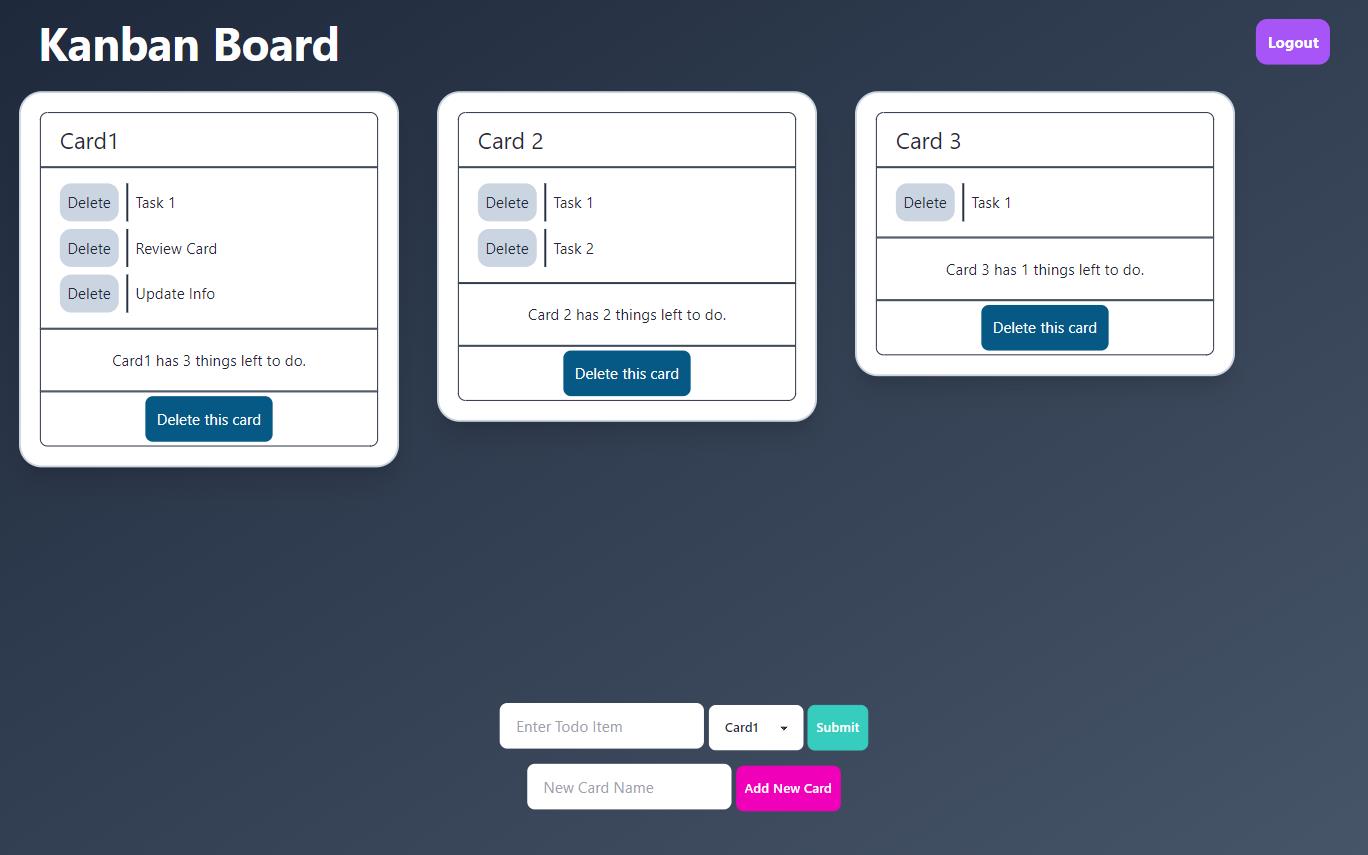 Kanban Board
Logout
Card1
Delete Task 1
Delete Review Card
Delete Update Info
Card1 has 3 things left to do.
Delete this card
Card 2
Delete Task 1
Delete Task 2
Card 2 has 2 things left to do.
Delete this card
Card 3
Delete Task 1
Card 3 has 1 things left to do.
Delete this card
Enter Todo Item Card1 Submit
New Card Name Add New Card